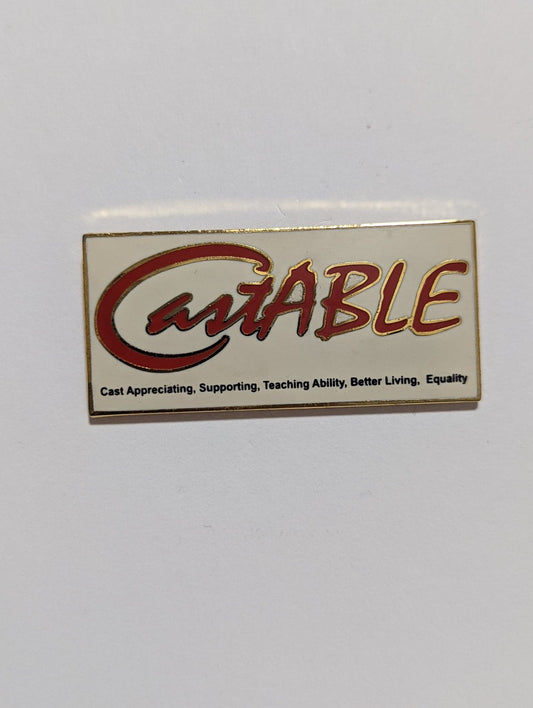 CastABLE
Cast Appreciating, Supporting, Teaching Ability, Better Living, Equality